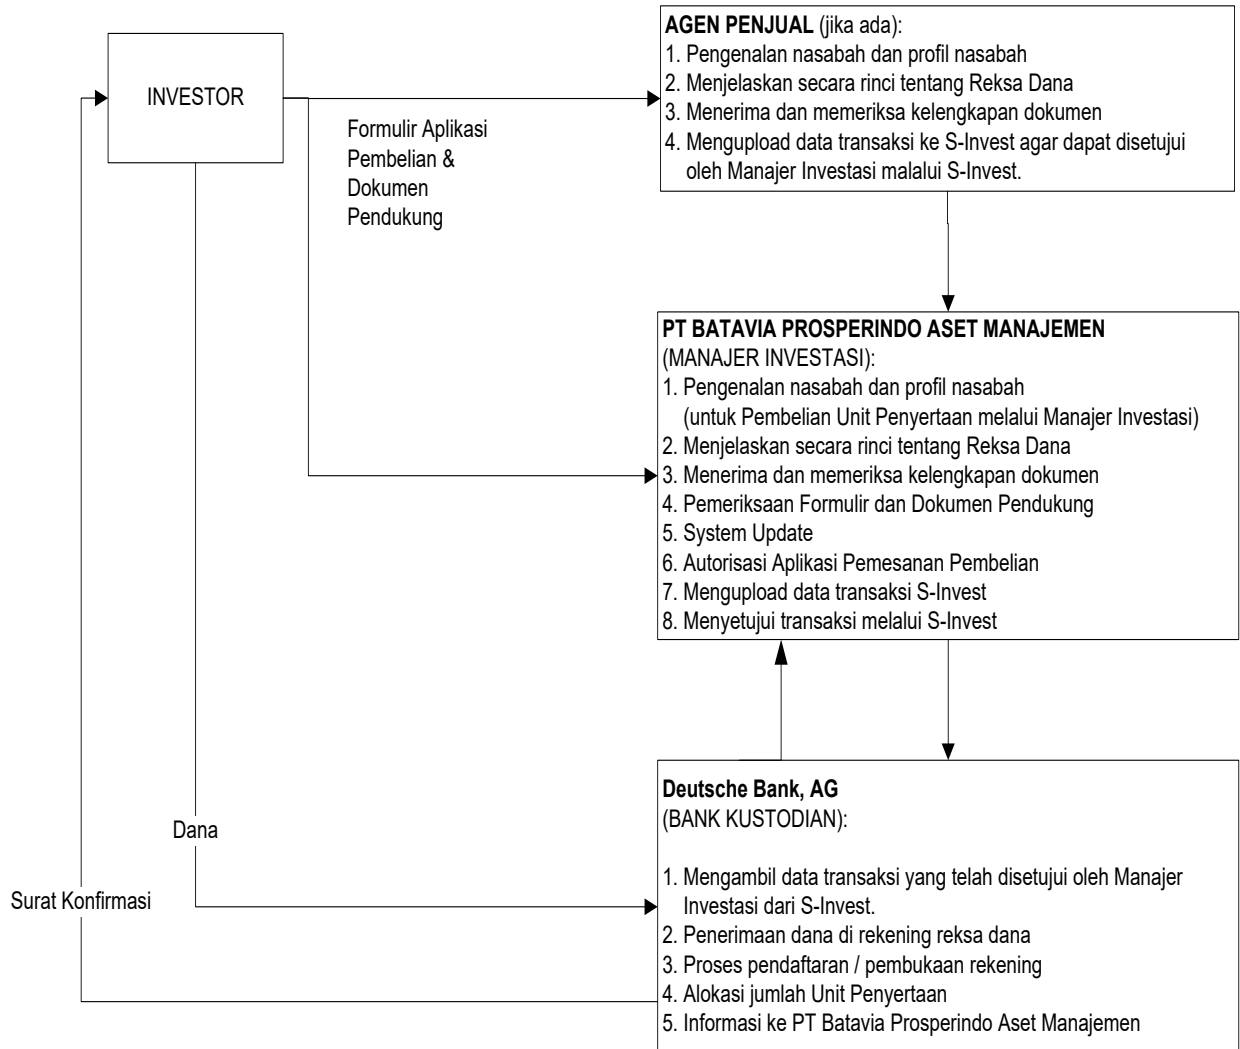 INVESTOR
Formulir Aplikasi
Pembelian &
Dokumen
Pendukung
AGEN PENJUAL (jika ada):
1. Pengenalan nasabah dan profil nasabah
2. Menjelaskan secara rinci tentang Reksa Dana
3. Menerima dan memeriksa kelengkapan dokumen
4. Mengupload data transaksi ke S-Invest agar dapat disetujui
oleh Manajer Investasi malalui S-Invest.
PT BATAVIA PROSPERINDO ASET MANAJEMEN
(MANAJER INVESTASI):
1. Pengenalan nasabah dan profil nasabah
(untuk Pembelian Unit Penyertaan melalui Manajer Investasi)
2. Menjelaskan secara rinci tentang Reksa Dana
3. Menerima dan memeriksa kelengkapan dokumen
4. Pemeriksaan Formulir dan Dokumen Pendukung
5. System Update
6. Autorisasi Aplikasi Pemesanan Pembelian
7. Mengupload data transaksi S-Invest
8. Menyetujui transaksi melalui S-Invest
Dana
Surat Konfirmasi
Deutsche Bank, AG
(BANK KUSTODIAN):
1. Mengambil data transaksi yang telah disetujui oleh Manajer
Investasi dari S-Invest.
2. Penerimaan dana di rekening reksa dana
3. Proses pendaftaran / pembukaan rekening
4. Alokasi jumlah Unit Penyertaan
5. Informasi ke PT Batavia Prosperindo Aset Manajemen